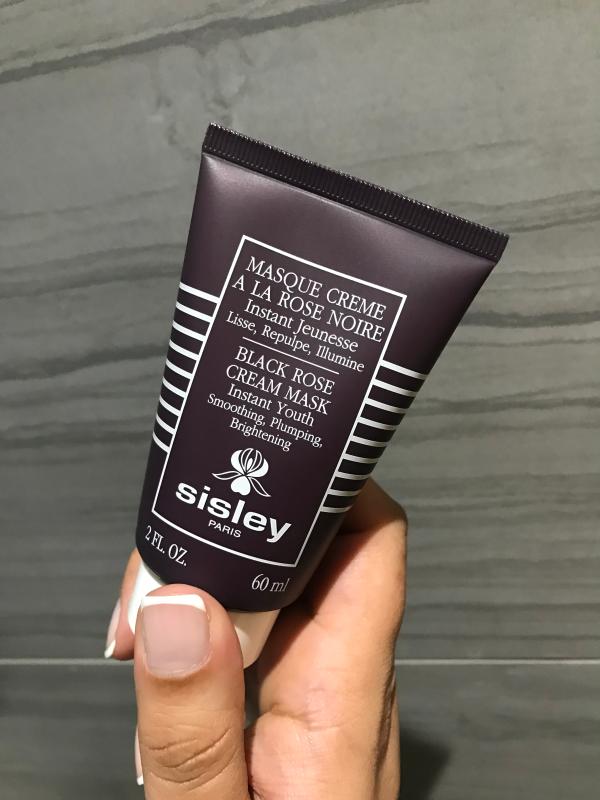 MASQUE CREME
A LA ROSE NOIRE
Instant Jeunesse
Lisse, Repulpe, Illumine
BLACK ROSE
CREAM MASK
Instant Youth
Smoothing, Plumping,
Brightening
sisley
PARIS
2 FL. OZ.
60 ml